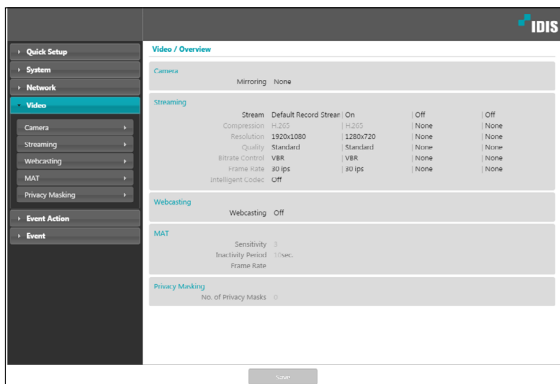 IDIS
Quick Setup
System
Network
Video
Camera
Streaming
Webcasting
MAT
Privacy Masking
Event Action
Event
Video / Overview
Camera
Mirroring None
Streaming
Stream Default Record Strear | On | Off | Off
Compression H.265 | H.265 | None | None
Resolution 1920x1080 | 1280x720 | None | None
Quality Standard | Standard | None | None
Bitrate Control VBR | VBR | None | None
Frame Rate 30 ips | 30 ips | None | None
Intelligent Codec Off
Webcasting
Webcasting Off
MAT
Sensitivity
Inactivity Period 10sec.
Frame Rate
Privacy Masking
No. of Privacy Masks
Save